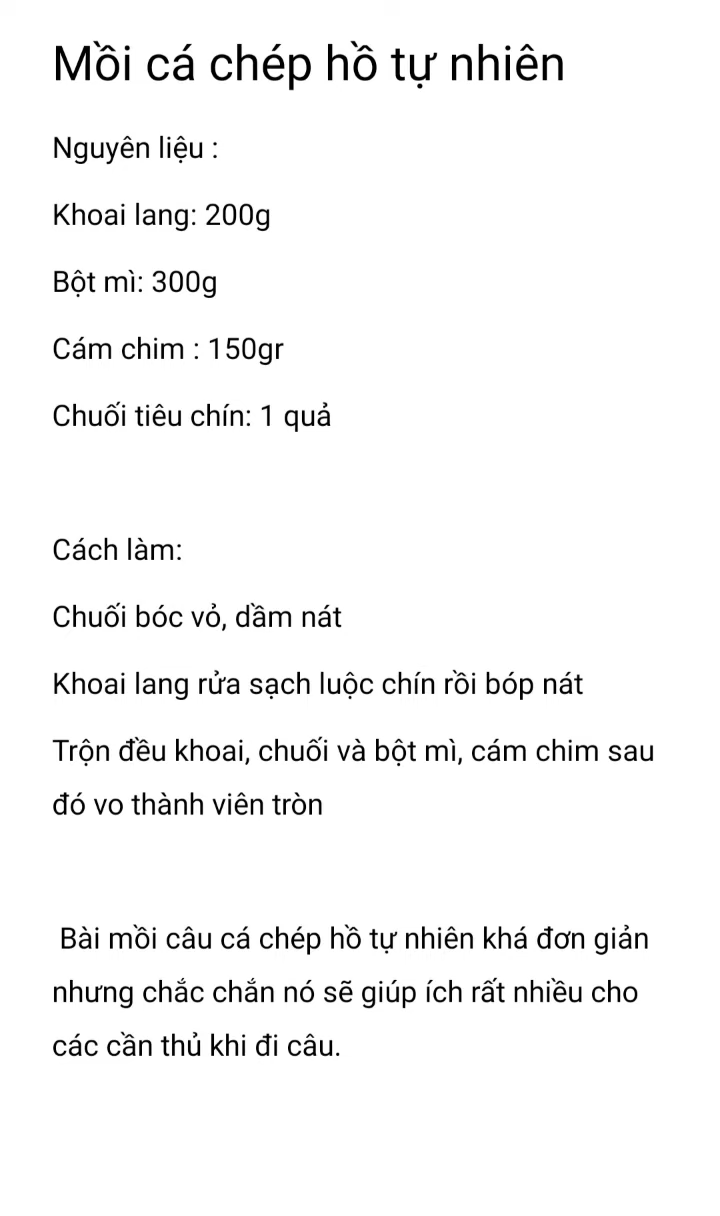 Mồi cá chép hồ tự nhiên
Nguyên liệu :
Khoai lang: 200g
Bột mì: 300g
Cám chim : 150gr
Chuối tiêu chín: 1 quả
Cách làm:
Chuối bóc vỏ, dầm nát
Khoai lang rửa sạch luộc chín rồi bóp nát
Trộn đều khoai, chuối và bột mì, cám chim sau
đó vo thành viên tròn
Bài mồi câu cá chép hồ tự nhiên khá đơn giản
nhưng chắc chắn nó sẽ giúp ích rất nhiều cho
các cần thủ khi đi câu.